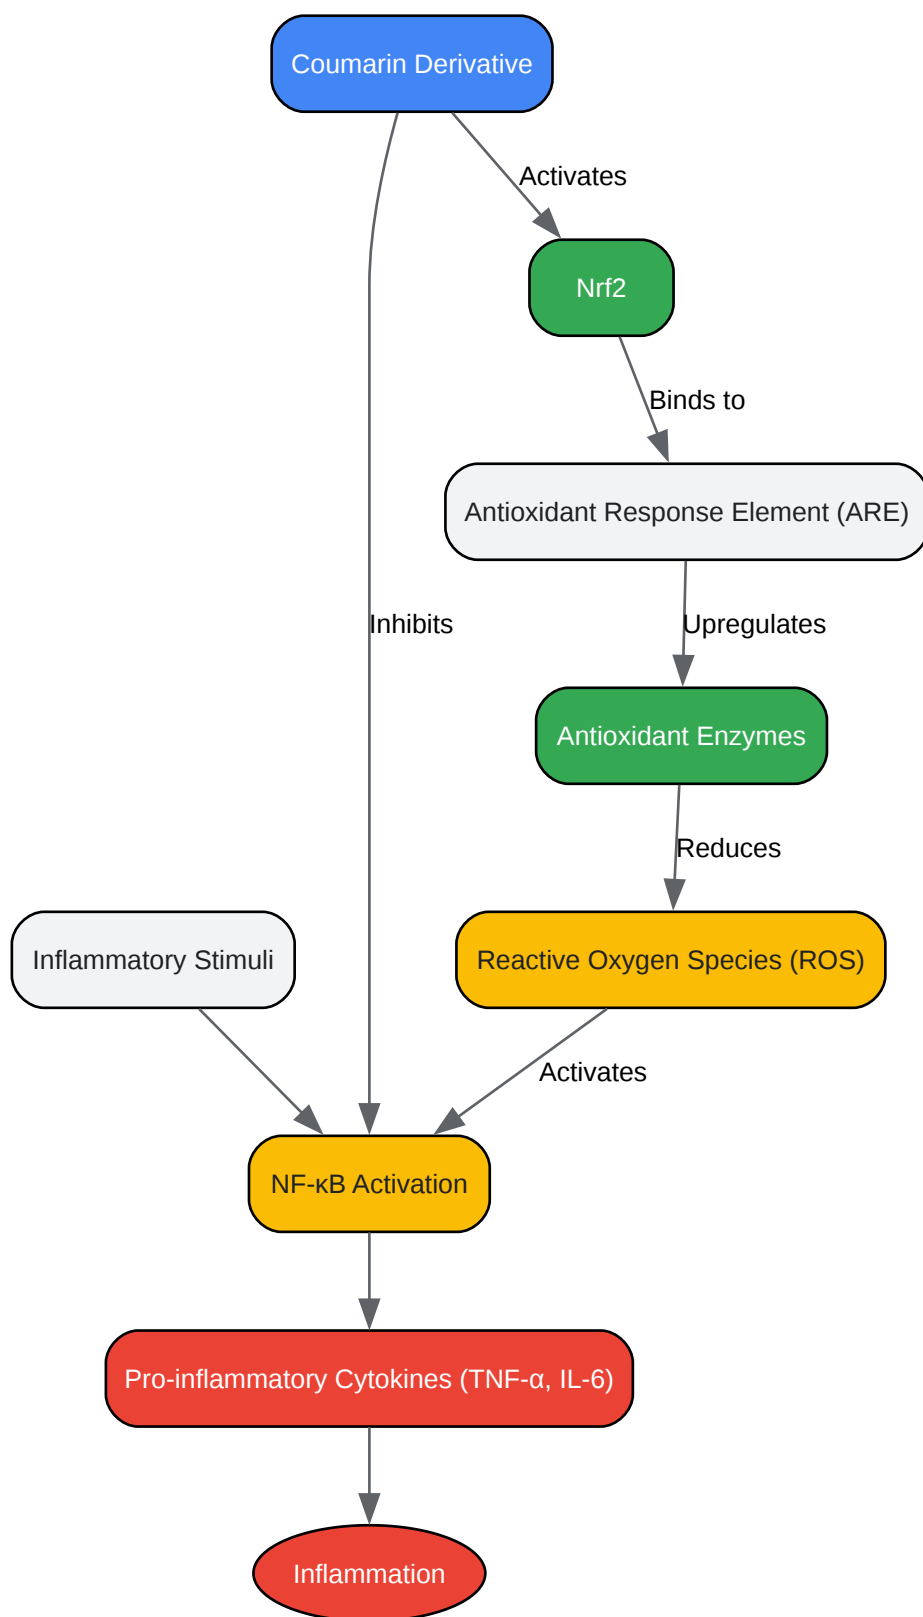 Coumarin Derivative
Activates
Nrf2
Binds to
Antioxidant Response Element (ARE)
Inhibits
Upregulates
Antioxidant Enzymes
Reduces
Inflammatory Stimuli
Reactive Oxygen Species (ROS)
Activates
NF-κB Activation
Pro-inflammatory Cytokines (TNF-α, IL-6)
Inflammation